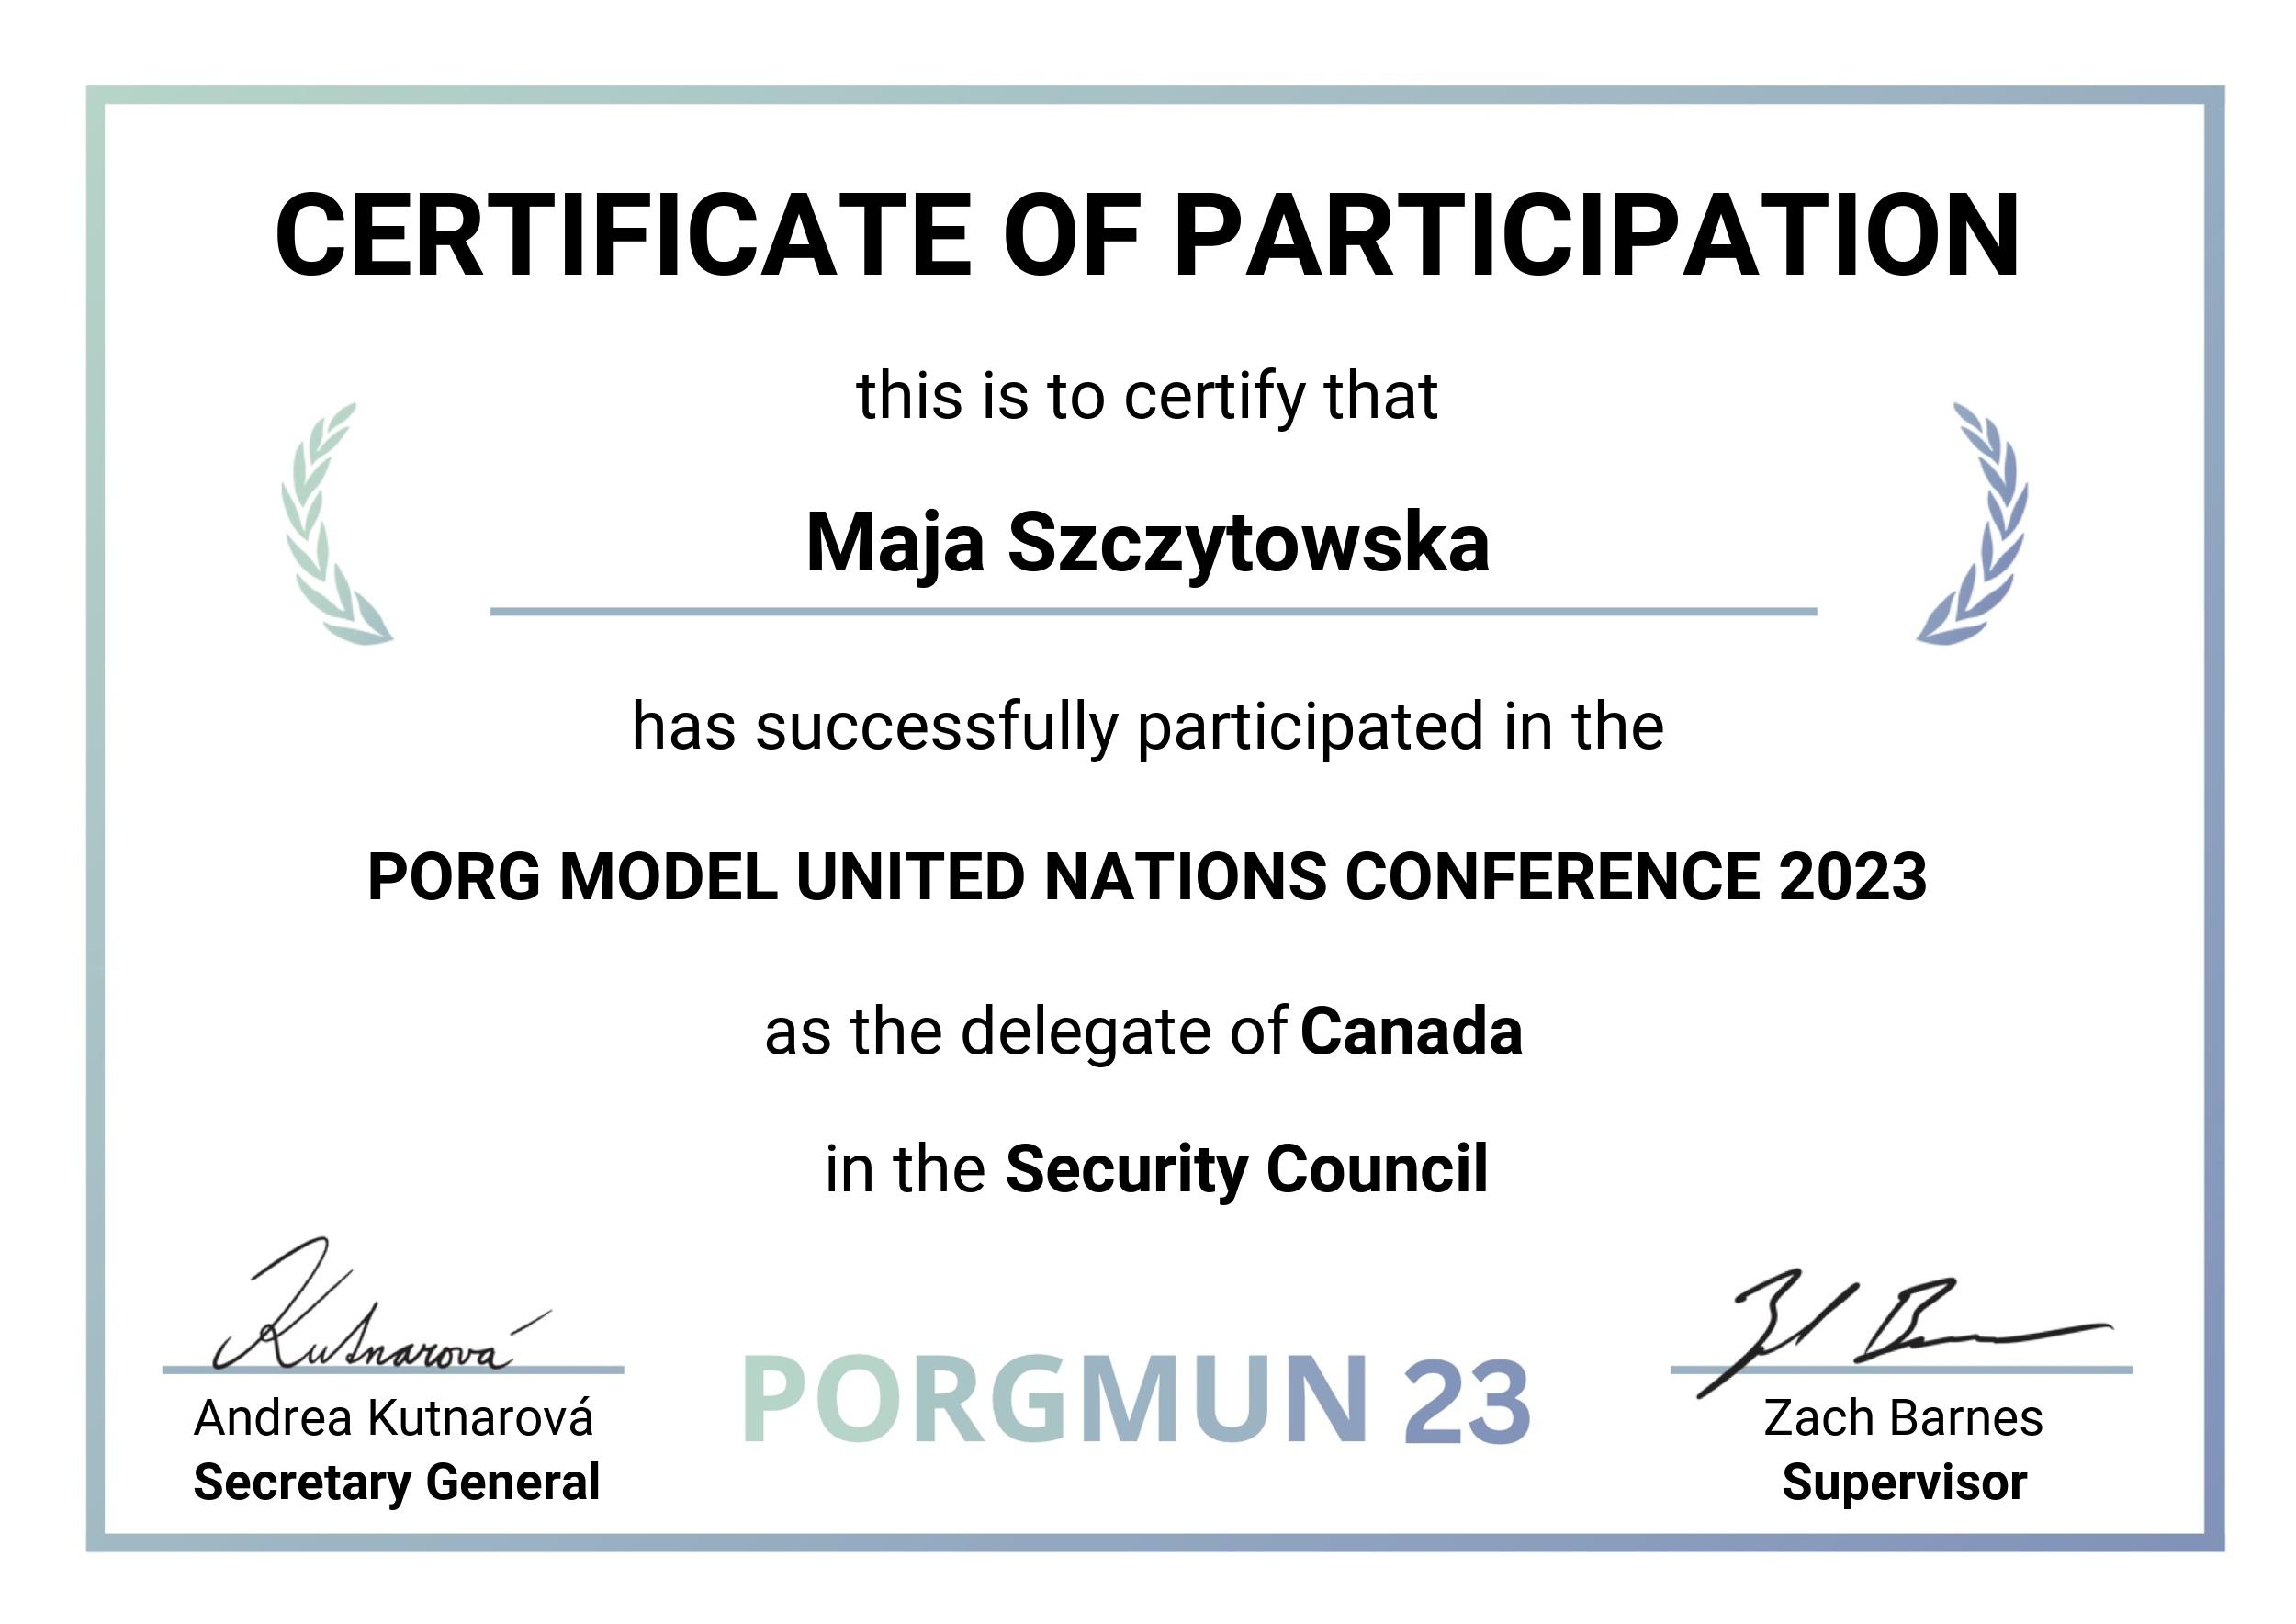 CERTIFICATE OF PARTICIPATION
this is to certify that
Maja Szczytowska
has successfully participated in the
PORG MODEL UNITED NATIONS CONFERENCE 2023
as the delegate of Canada
in the Security Council
Kutnarová
Andrea Kutnarová
Secretary General
PORGMUN 23
Zach Barnes
Supervisor